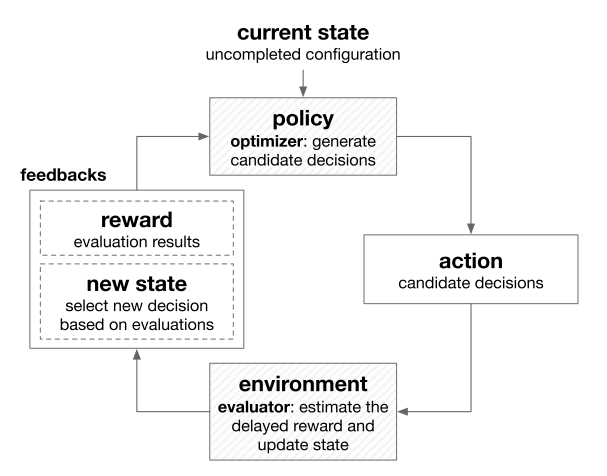 current state
uncompleted configuration
policy
optimizer: generate
candidate decisions
feedbacks
reward
evaluation results
new state
select new decision
based on evaluations
action
candidate decisions
environment
evaluator: estimate the
delayed reward and
update state